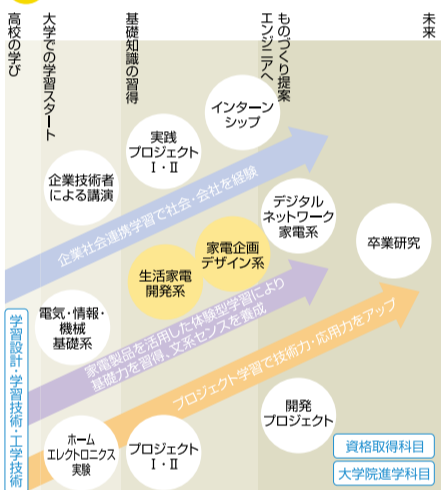 高校の学び
大学での学習スタート
基礎知識の習得
ものづくり提案
エンジニアへ
未来
インターン
シップ
実践
プロジェクト
Ⅰ・Ⅱ
企業技術者
による講演
企業社会連携学習で社会・会社を経験
デジタル
ネットワーク
家電系
家電企画
デザイン系
卒業研究
生活家電
開発系
電気・情報・
機械
基礎系
家電製品を活用した体験型学習により
基礎力を習得、文系センスを養成
プロジェクト学習で技術力・応用力をアップ
学習設計・学習技術・工学技術
開発
プロジェクト
ホーム
エレクトロニクス
実験
プロジェクト
Ⅰ・Ⅱ
資格取得科目
大学院進学科目